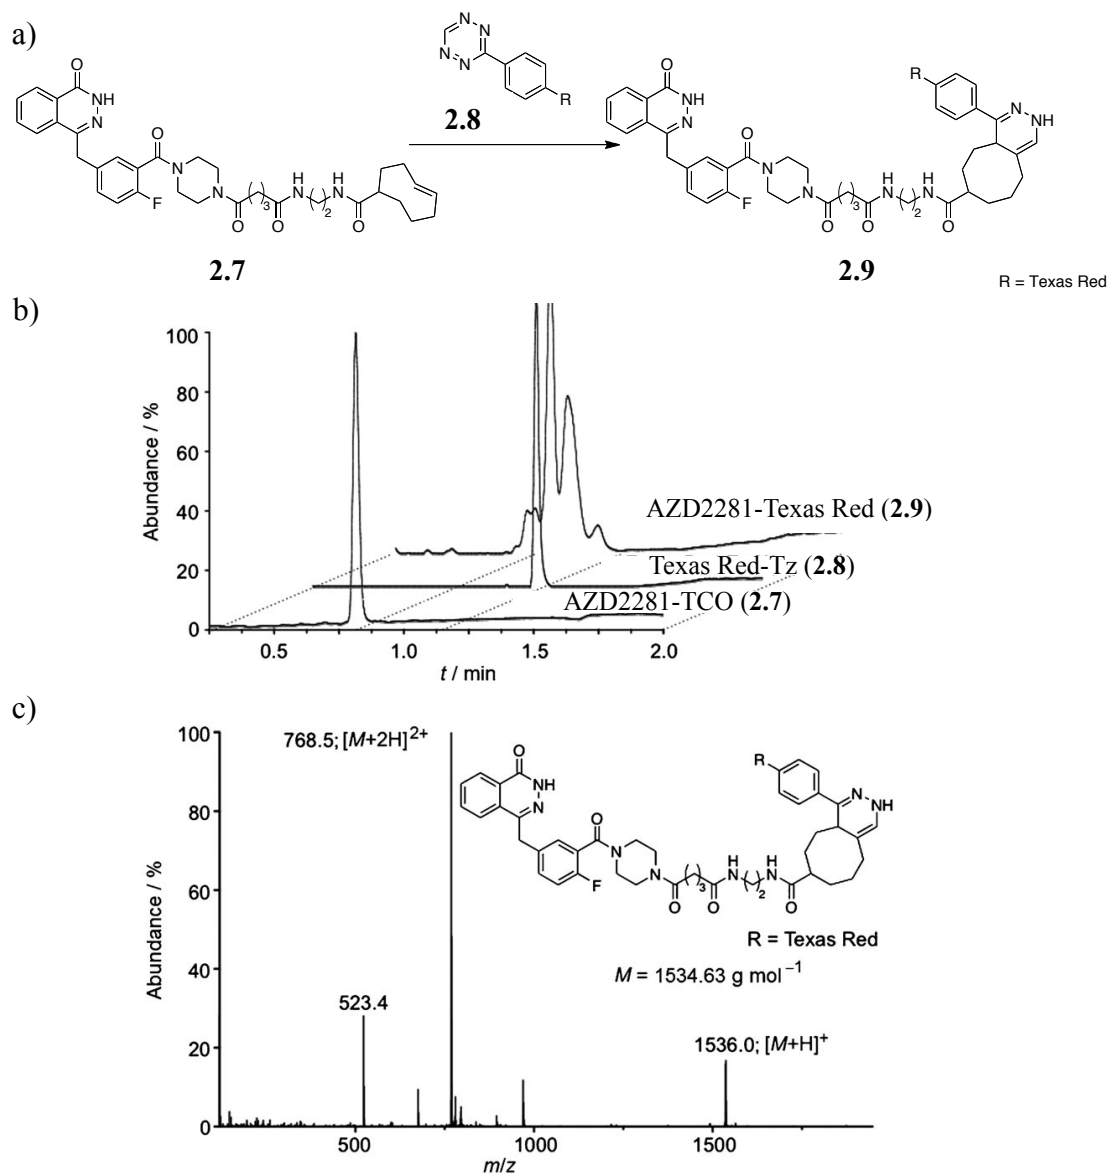 a)
O
NH
N
O
N
N
F
O
( )3
O
H
N
( )2
H
N
O
2.7
N
N
N
N
R
2.8
O
NH
N
O
N
N
F
O
( )3
O
H
N
( )2
H
N
O
R
N
NH
2.9
R = Texas Red
b)
Abundance / %
100
80
60
40
20
0
AZD2281-Texas Red (2.9)
Texas Red-Tz (2.8)
AZD2281-TCO (2.7)
0.5 1.0 1.5 2.0
t / min
c)
Abundance / %
100
80
60
40
20
0
768.5; [M+2H]2+
O
NH
N
O
N
N
F
O
( )3
O
H
N
( )2
H
N
O
R
N
NH
R = Texas Red
M = 1534.63 g mol −1
523.4
1536.0; [M+H]+
500 1000 1500
m/z